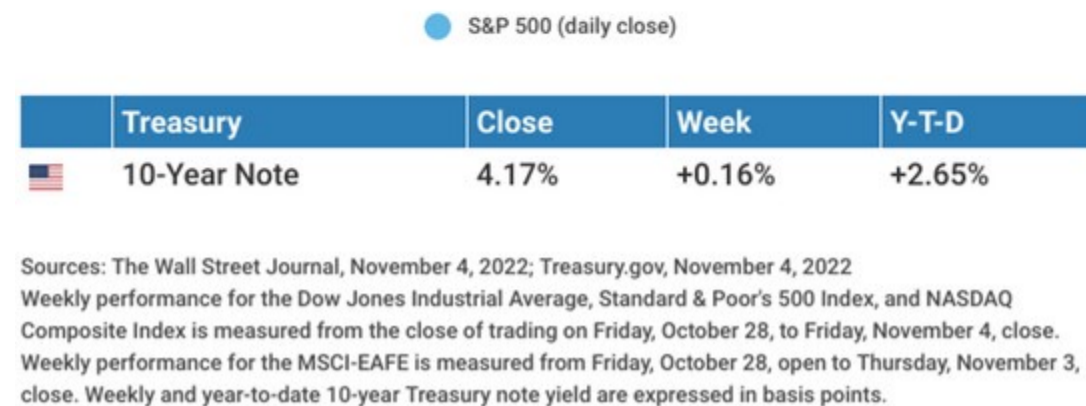 S&P 500 (daily close)
Treasury Close Week Y-T-D
10-Year Note 4.17% +0.16% +2.65%
Sources: The Wall Street Journal, November 4, 2022; Treasury.gov, November 4, 2022
Weekly performance for the Dow Jones Industrial Average, Standard & Poor's 500 Index, and NASDAQ
Composite Index is measured from the close of trading on Friday, October 28, to Friday, November 4, close.
Weekly performance for the MSCI-EAFE is measured from Friday, October 28, open to Thursday, November 3,
close. Weekly and year-to-date 10-year Treasury note yield are expressed in basis points.